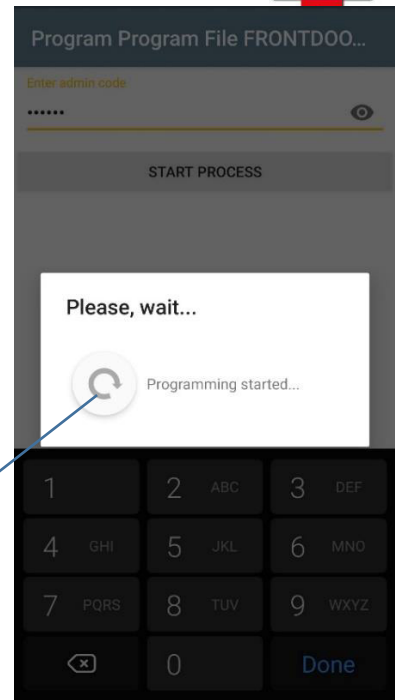 Program Program File FRONTDOO...
Enter admin code
••••••
START PROCESS
Please, wait...
Programming started...
1
2 ABC
3 DEF
4 GHI
5 JKL
6 MNO
7 PQRS
8 TUV
9 WXYZ
0
Done